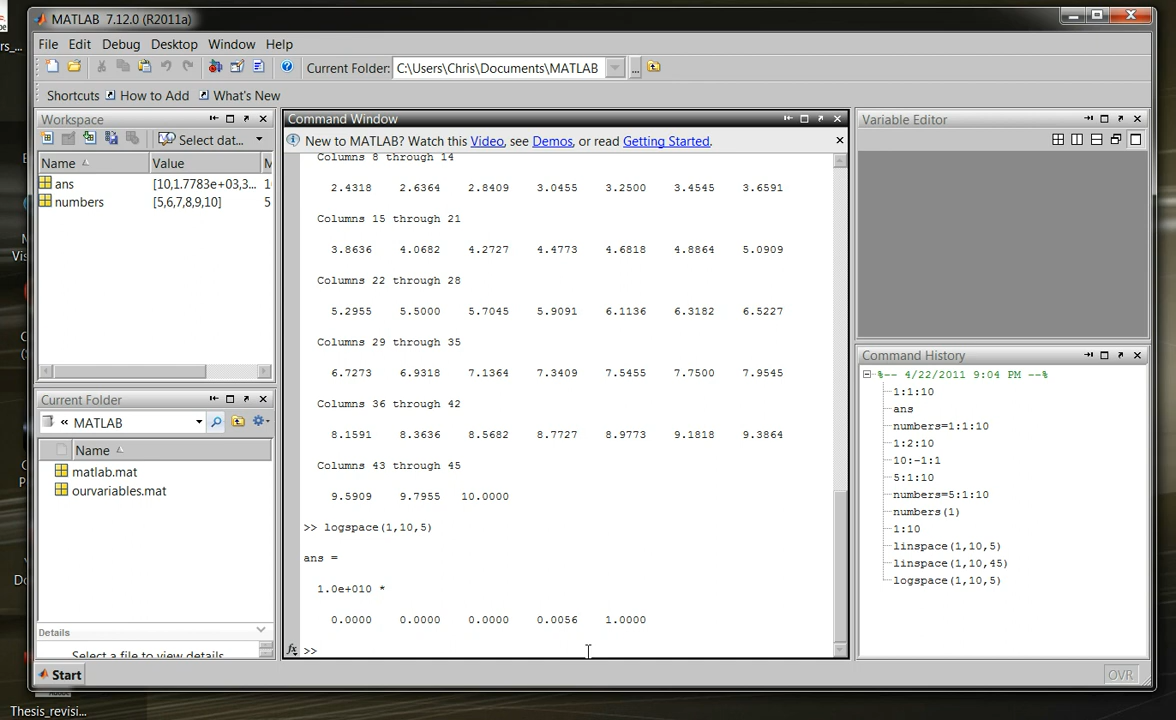 rs_...
MATLAB 7.12.0 (R2011a)
File Edit Debug Desktop Window Help
Current Folder: C:\Users\Chris\Documents\MATLAB ...
Shortcuts How to Add What's New
Workspace
Select dat...
Name Value M
ans [10,1.7783e+03,3... 1
numbers [5,6,7,8,9,10] 5
Current Folder
« MATLAB
Name
matlab.mat
ourvariables.mat
Details
Select a file to view details
Start
Thesis_revisi...
Command Window
New to MATLAB? Watch this Video, see Demos, or read Getting Started.
Columns 8 through 14
2.4318 2.6364 2.8409 3.0455 3.2500 3.4545 3.6591
Columns 15 through 21
3.8636 4.0682 4.2727 4.4773 4.6818 4.8864 5.0909
Columns 22 through 28
5.2955 5.5000 5.7045 5.9091 6.1136 6.3182 6.5227
Columns 29 through 35
6.7273 6.9318 7.1364 7.3409 7.5455 7.7500 7.9545
Columns 36 through 42
8.1591 8.3636 8.5682 8.7727 8.9773 9.1818 9.3864
Columns 43 through 45
9.5909 9.7955 10.0000
>> logspace(1,10,5)
ans =
1.0e+010 *
0.0000 0.0000 0.0000 0.0056 1.0000
fx >>
Variable Editor
Command History
%-- 4/22/2011 9:04 PM --%
1:1:10
ans
numbers=1:1:10
1:2:10
10:-1:1
5:1:10
numbers=5:1:10
numbers(1)
1:10
linspace(1,10,5)
linspace(1,10,45)
logspace(1,10,5)
OVR